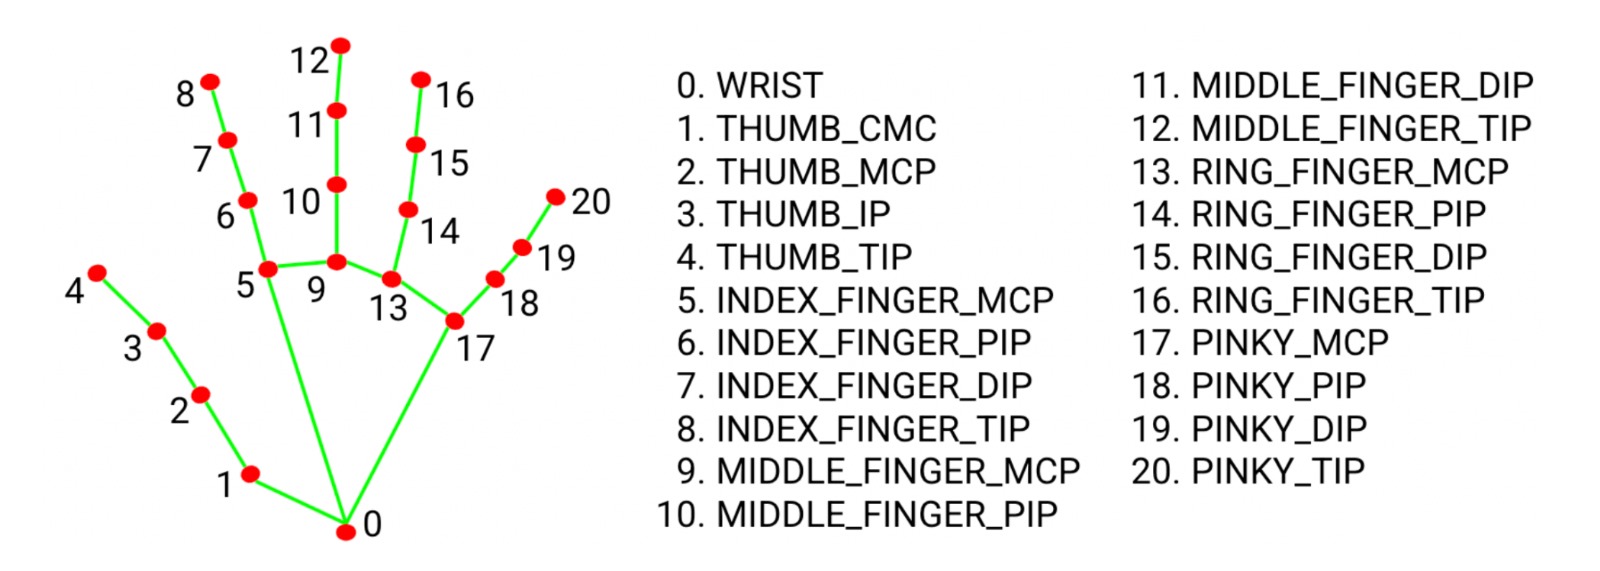 12
8
16
11
7
15
10
6
14
20
19
4
5
9
13
18
3
17
2
1
0
0. WRIST
1. THUMB_CMC
2. THUMB_MCP
3. THUMB_IP
4. THUMB_TIP
5. INDEX_FINGER_MCP
6. INDEX_FINGER_PIP
7. INDEX_FINGER_DIP
8. INDEX_FINGER_TIP
9. MIDDLE_FINGER_MCP
10. MIDDLE_FINGER_PIP
11. MIDDLE_FINGER_DIP
12. MIDDLE_FINGER_TIP
13. RING_FINGER_MCP
14. RING_FINGER_PIP
15. RING_FINGER_DIP
16. RING_FINGER_TIP
17. PINKY_MCP
18. PINKY_PIP
19. PINKY_DIP
20. PINKY_TIP